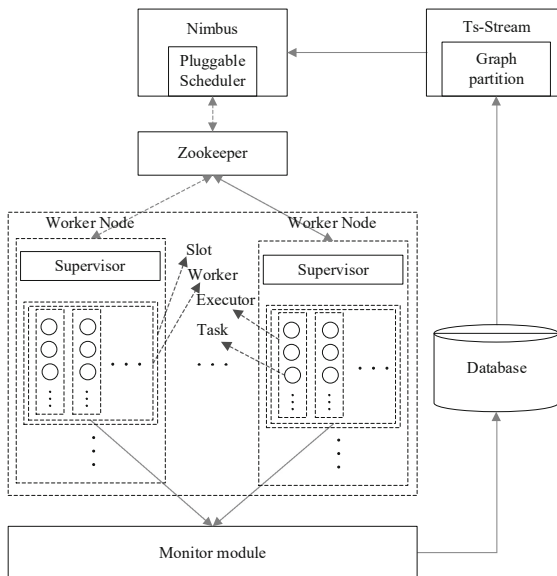 Nimbus
Pluggable
Scheduler
Ts-Stream
Graph
partition
Zookeeper
Worker Node
Worker Node
Supervisor
Slot
Worker
Executor
Task
Supervisor
. . .
. . .
. . .
Database
Monitor module